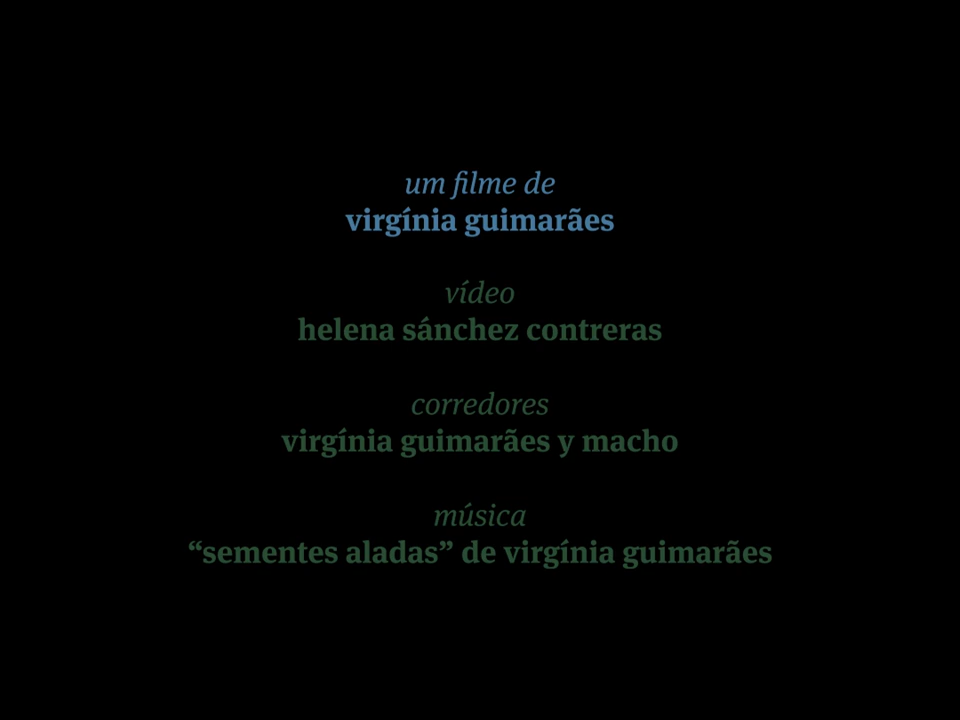 um filme de
virgínia guimarães
vídeo
helena sánchez contreras
corredores
virgínia guimarães y macho
música
“sementes aladas” de virgínia guimarães